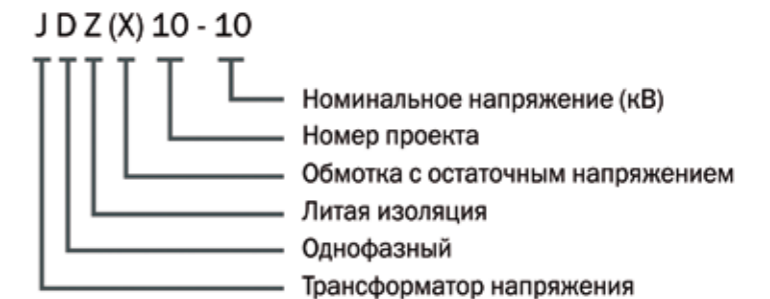 JDZ(X)10-10
Номинальное напряжение (кВ)
Номер проекта
Обмотка с остаточным напряжением
Литая изоляция
Однофазный
Трансформатор напряжения